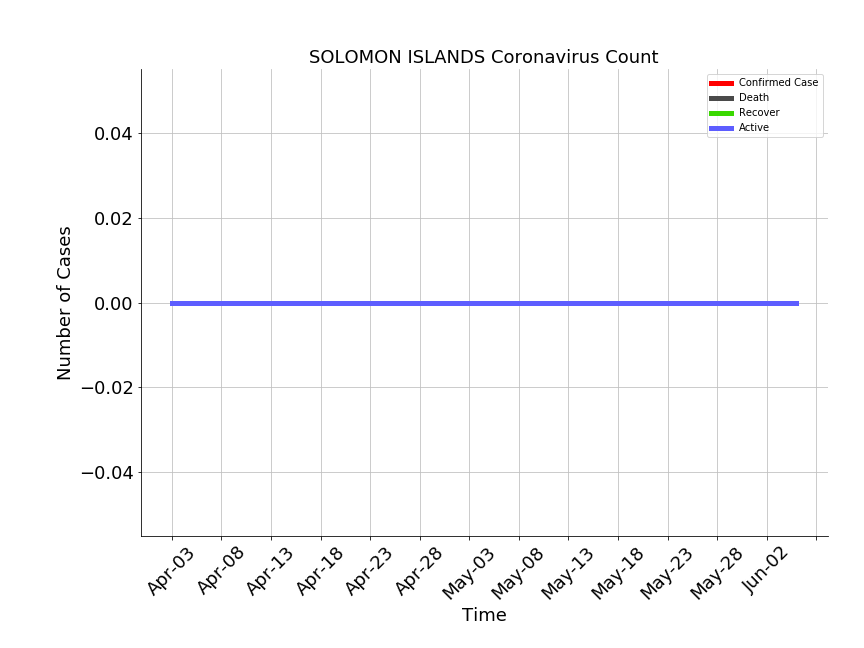 SOLOMON ISLANDS Coronavirus Count
Confirmed Case
Death
Recover
Active
Number of Cases
0.04
0.02
0.00
−0.02
−0.04
Apr-03
Apr-08
Apr-13
Apr-18
Apr-23
Apr-28
May-03
May-08
May-13
May-18
May-23
May-28
Jun-02
Time